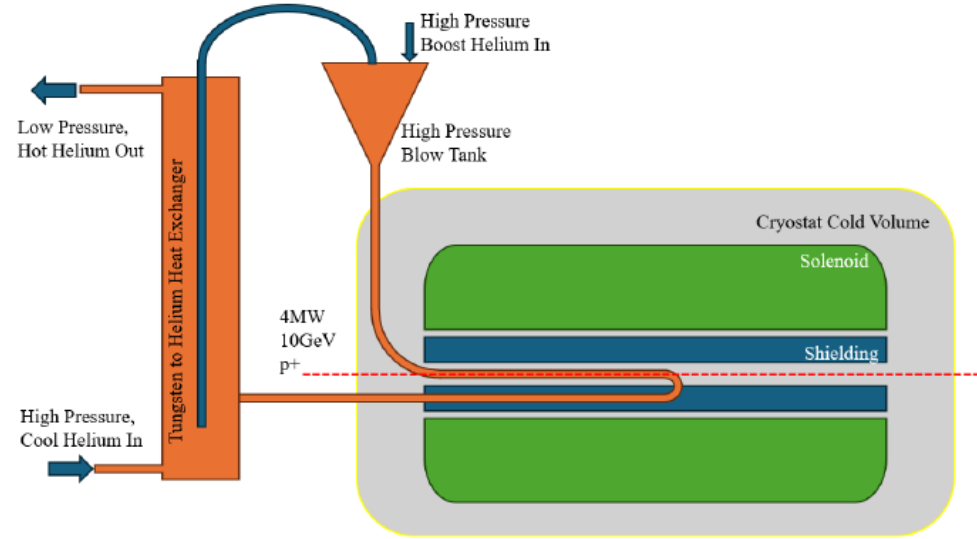 High Pressure
Boost Helium In
Low Pressure,
Hot Helium Out
High Pressure
Blow Tank
Tungsten to Helium Heat Exchanger
Cryostat Cold Volume
Solenoid
4MW
10GeV
p+
Shielding
High Pressure,
Cool Helium In